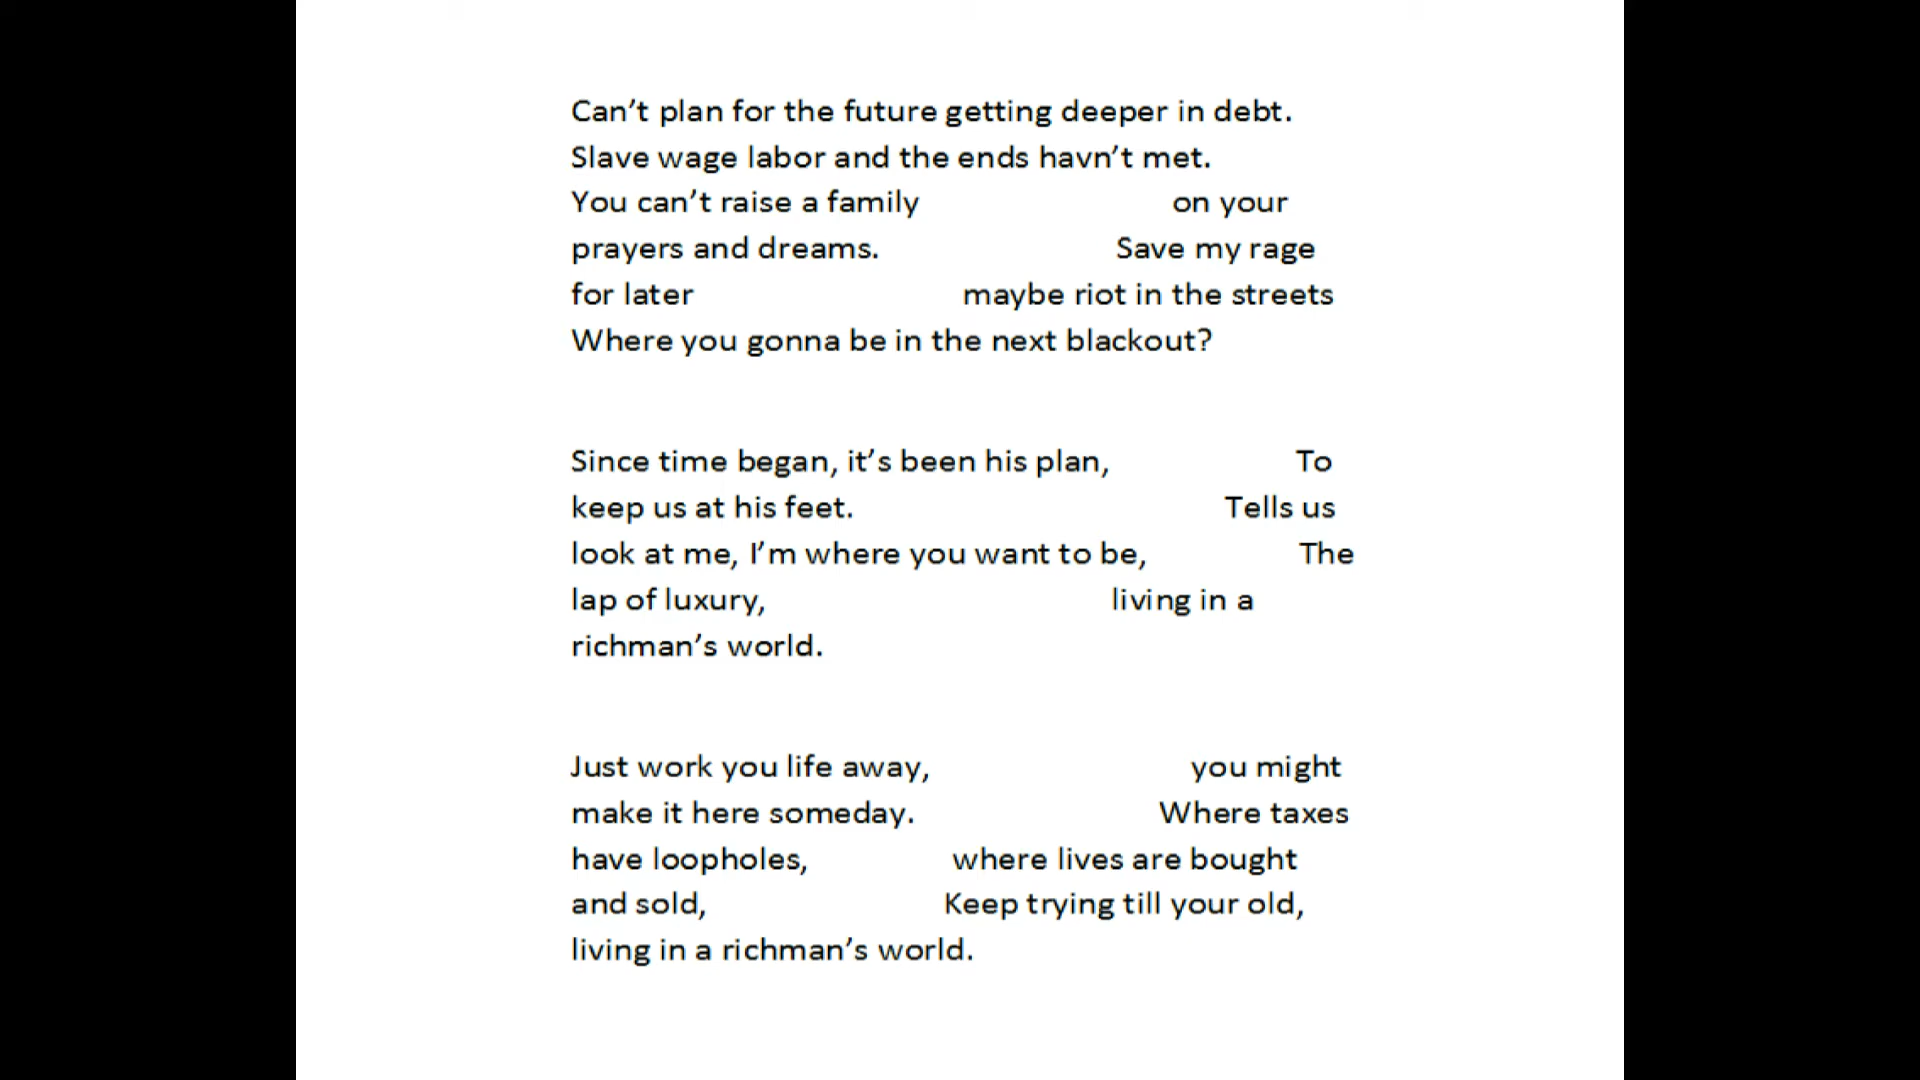 Can’t plan for the future getting deeper in debt.
Slave wage labor and the ends havn’t met.
You can’t raise a family on your
prayers and dreams. Save my rage
for later maybe riot in the streets
Where you gonna be in the next blackout?
Since time began, it’s been his plan, To
keep us at his feet. Tells us
look at me, I’m where you want to be, The
lap of luxury, living in a
richman’s world.
Just work you life away, you might
make it here someday. Where taxes
have loopholes, where lives are bought
and sold, Keep trying till your old,
living in a richman’s world.